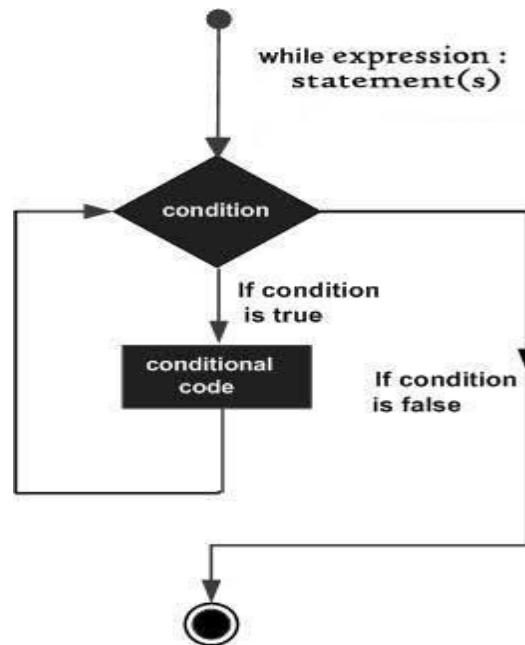 while expression :
statement(s)
condition
If condition
is true
conditional
code
If condition
is false